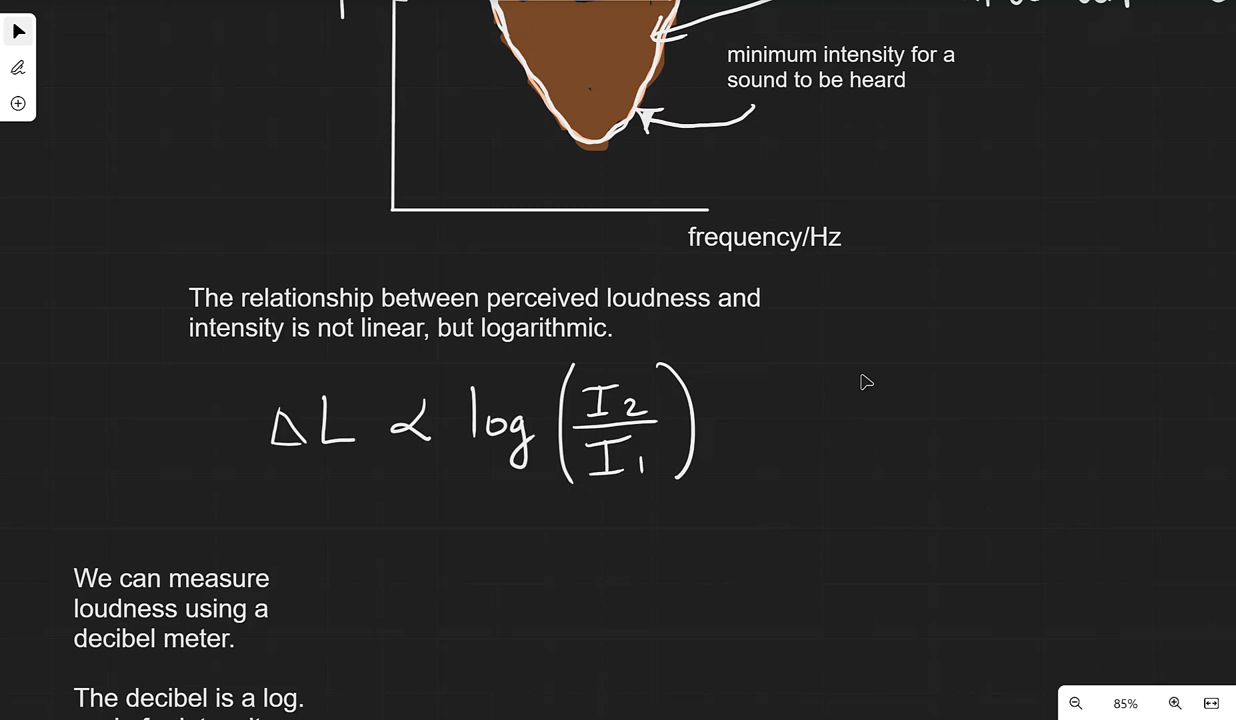 minimum intensity for a
sound to be heard
frequency/Hz
The relationship between perceived loudness and
intensity is not linear, but logarithmic.
ΔL ∝ log (I₂/I₁)
We can measure
loudness using a
decibel meter.
The decibel is a log.
85%